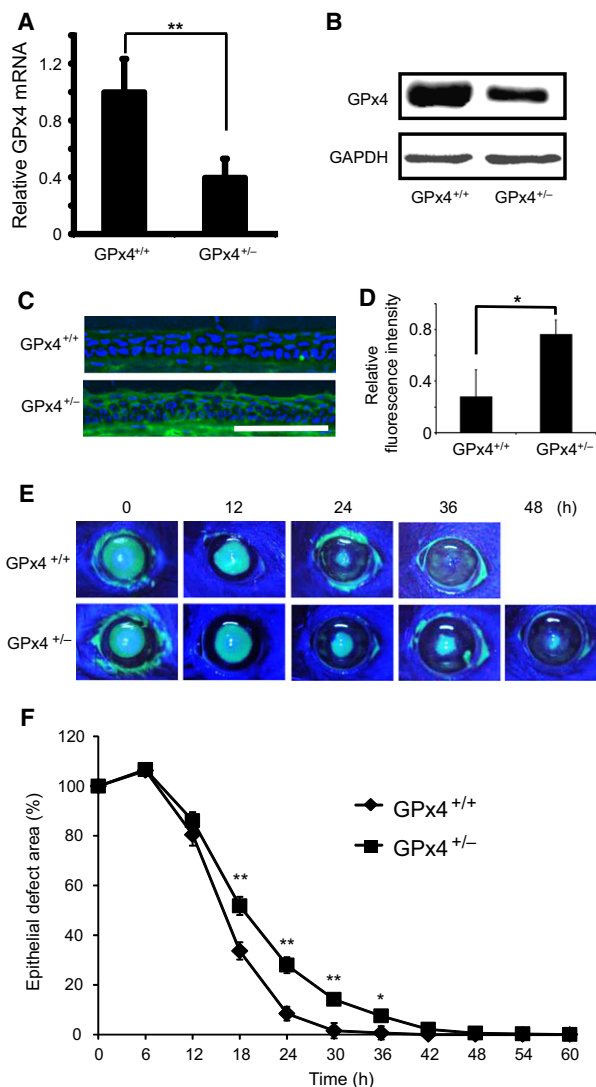 A
**
Relative GPx4 mRNA
1.2
0.8
0.4
0
GPx4+/+ GPx4+/–
B
GPx4
GAPDH
GPx4+/+ GPx4+/–
C
GPx4+/+
GPx4+/–
D
*
Relative
fluorescence intensity
0.8
0.4
0
GPx4+/+ GPx4+/–
E
0 12 24 36 48 (h)
GPx4 +/+
GPx4 +/–
F
Epithelial defect area (%)
120
100
80
60
40
20
0
GPx4 +/+
GPx4 +/–
**
**
**
*
0 6 12 18 24 30 36 42 48 54 60
Time (h)